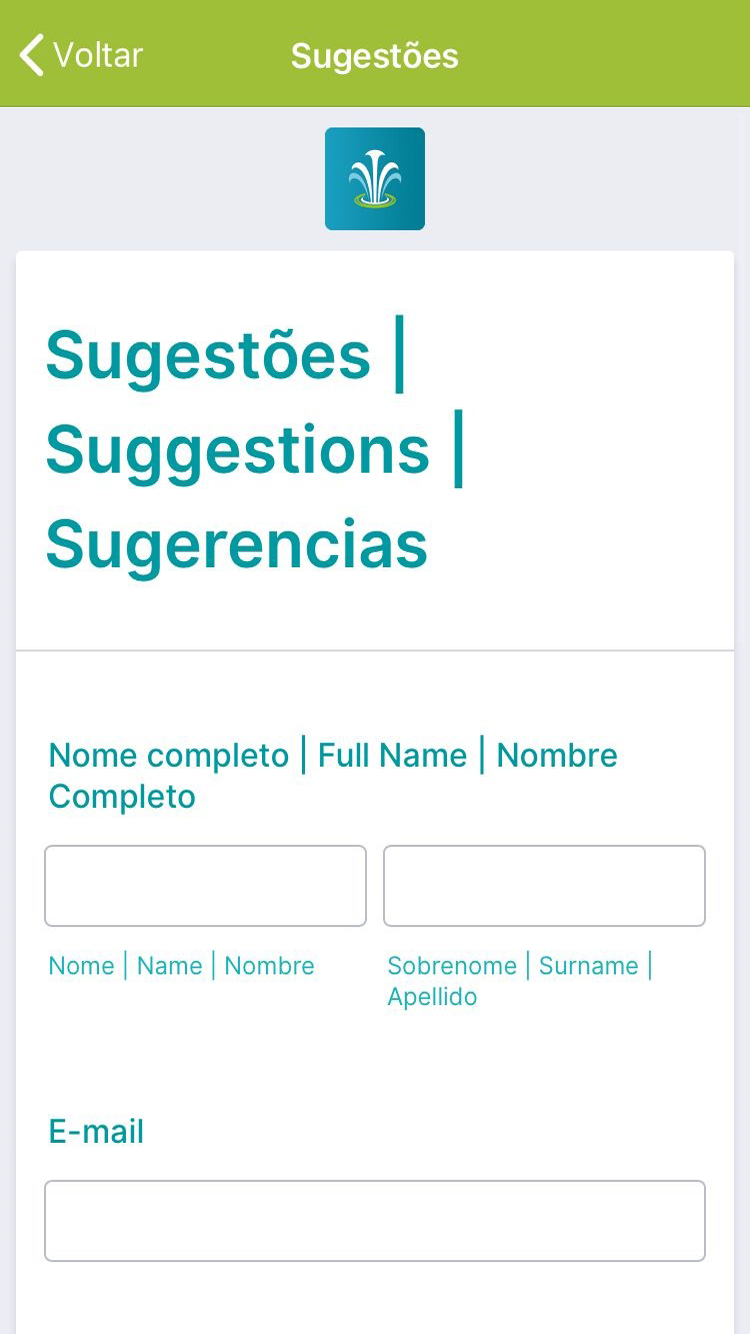 Voltar
Sugestões
Sugestões |
Suggestions |
Sugerencias
Nome completo | Full Name | Nombre
Completo
Nome | Name | Nombre
Sobrenome | Surname |
Apellido
E-mail